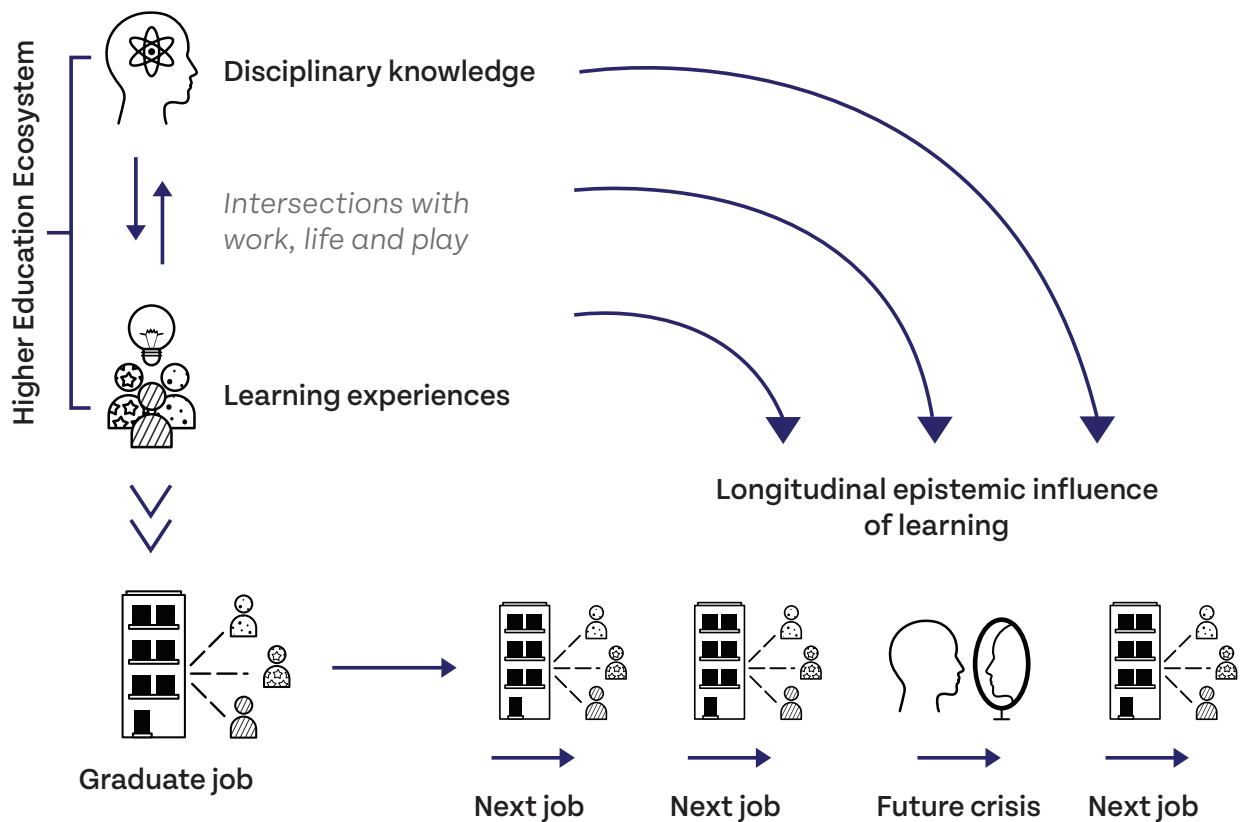 Higher Education Ecosystem
Disciplinary knowledge
Intersections with
work, life and play
Learning experiences
Longitudinal epistemic influence
of learning
Graduate job
Next job
Next job
Future crisis
Next job